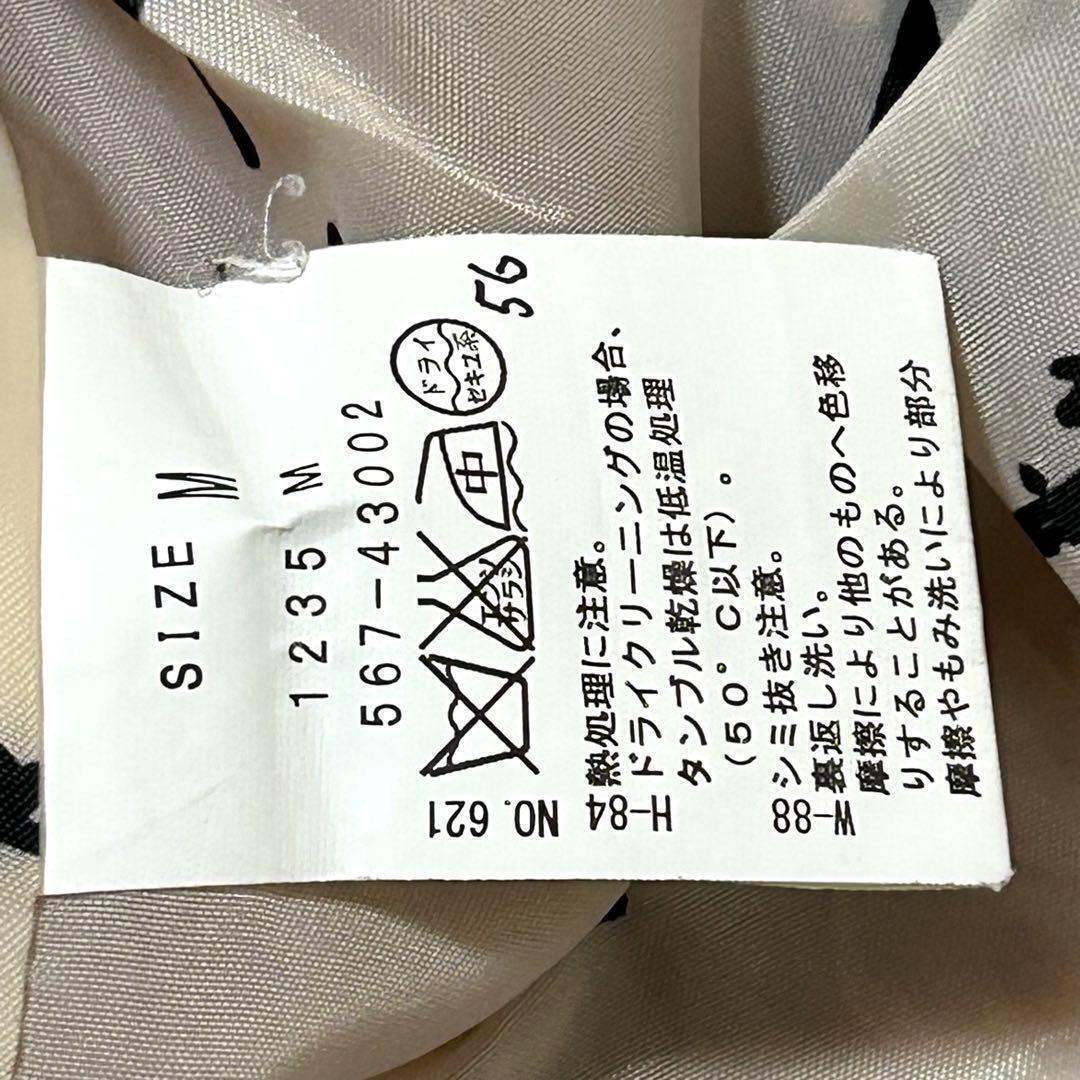 SIZE M
1235 M
567-43002
エンソ
サラシ
中
ドライ
セキユ系
56
NO. 621
H-84
熱処理に注意。
ドライクリーニングの場合、
タンブル乾燥は低温処理
(50°C以下)。
W-88
シミ抜き注意。
裏返し洗い。
摩擦により他のものへ色移
りすることがある。
摩擦やもみ洗いにより部分